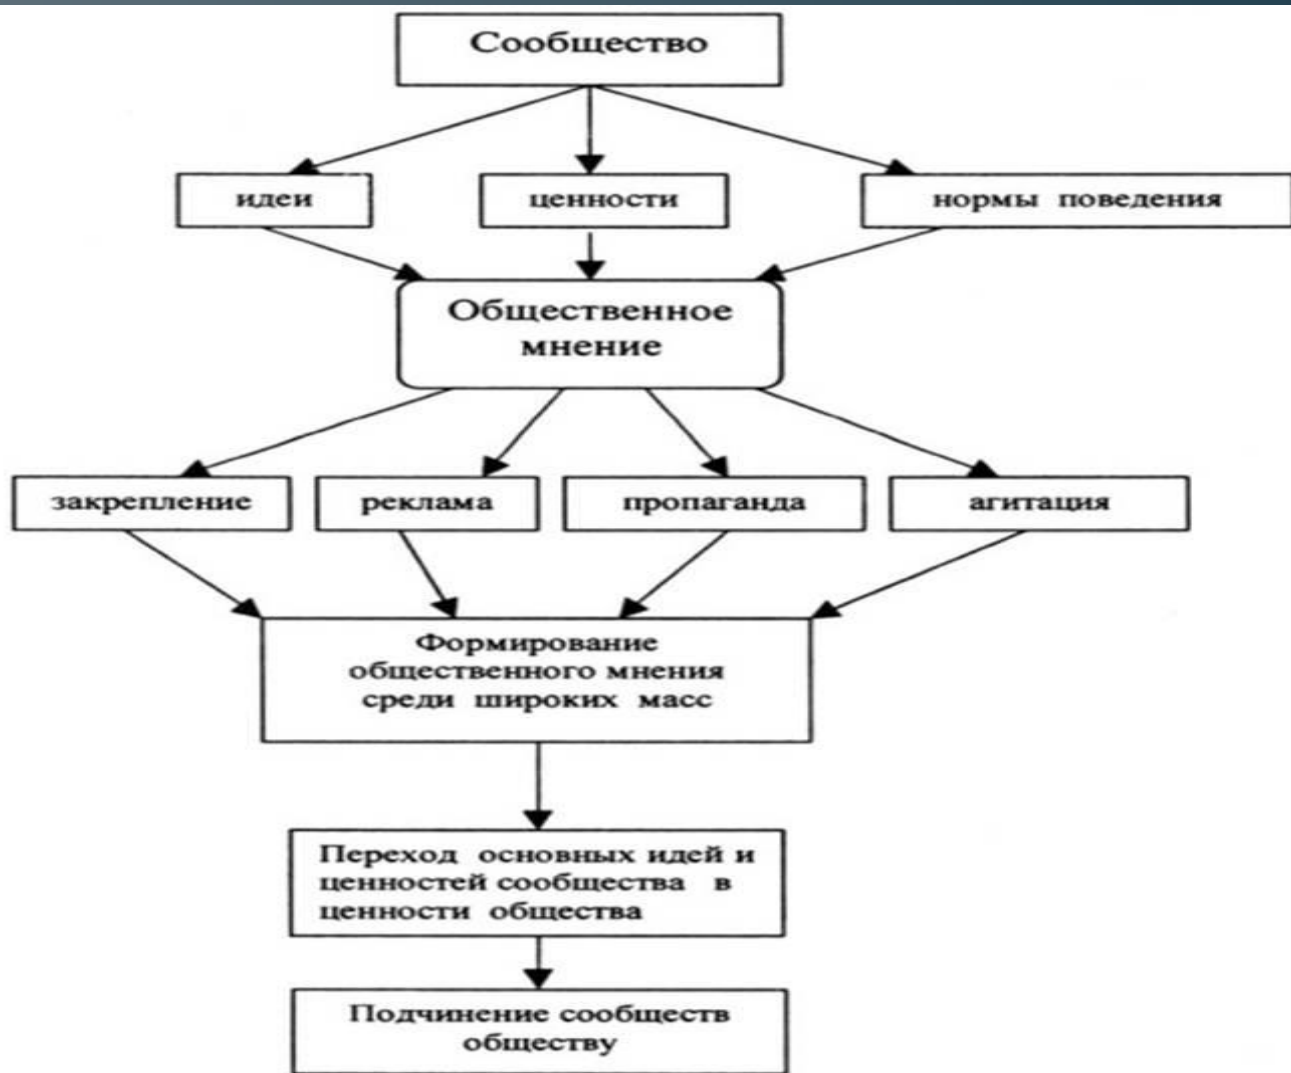 Сообщество
идеи
ценности
нормы поведения
Общественное
мнение
закрепление
реклама
пропаганда
агитация
Формирование
общественного мнения
среди широких масс
Переход основных идей и
ценностей сообщества в
ценности общества
Подчинение сообществ
обществу